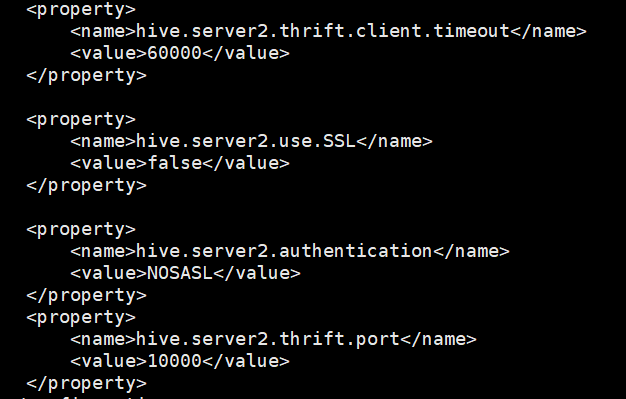 <property>
<name>hive.server2.thrift.client.timeout</name>
<value>60000</value>
</property>
<property>
<name>hive.server2.use.SSL</name>
<value>false</value>
</property>
<property>
<name>hive.server2.authentication</name>
<value>NOSASL</value>
</property>
<property>
<name>hive.server2.thrift.port</name>
<value>10000</value>
</property>